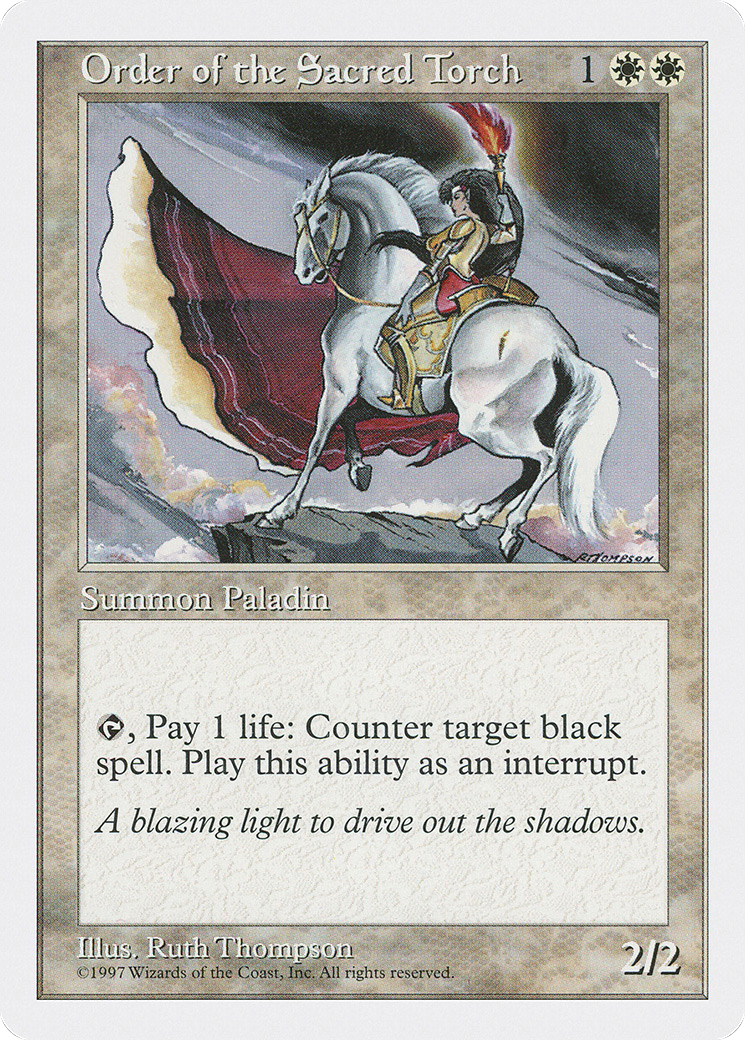 Order of the Sacred Torch 1
RTHOMPSON
Summon Paladin
, Pay 1 life: Counter target black
spell. Play this ability as an interrupt.
A blazing light to drive out the shadows.
Illus. Ruth Thompson
©1997 Wizards of the Coast, Inc. All rights reserved.
2/2